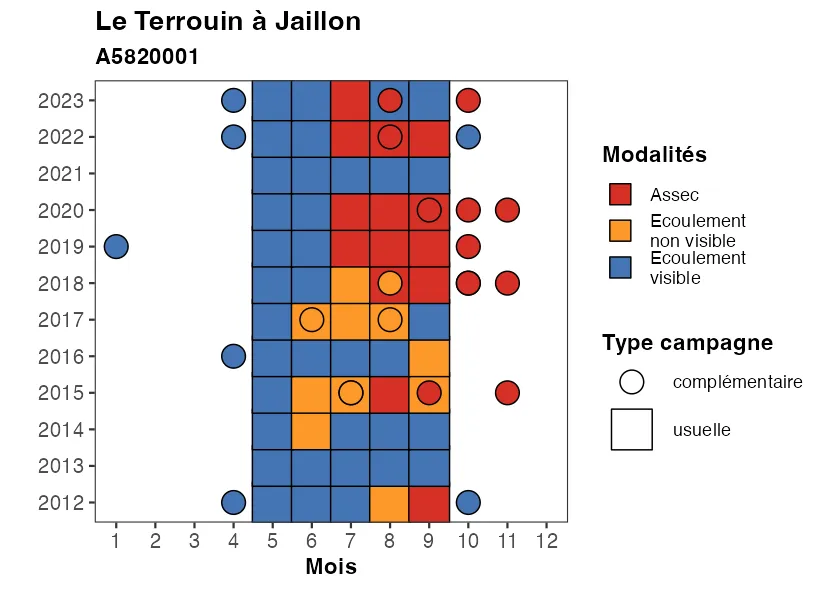 Le Terrouin à Jaillon
A5820001
2023
2022
2021
2020
2019
2018
2017
2016
2015
2014
2013
2012
1 2 3 4 5 6 7 8 9 10 11 12
Mois
Modalités
Assec
Ecoulement
non visible
Ecoulement
visible
Type campagne
complémentaire
usuelle